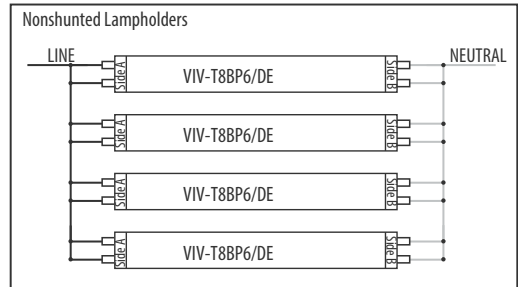 Nonshunted Lampholders
LINE NEUTRAL
Side A VIV-T8BP6/DE Side B
Side A VIV-T8BP6/DE Side B
Side A VIV-T8BP6/DE Side B
Side A VIV-T8BP6/DE Side B